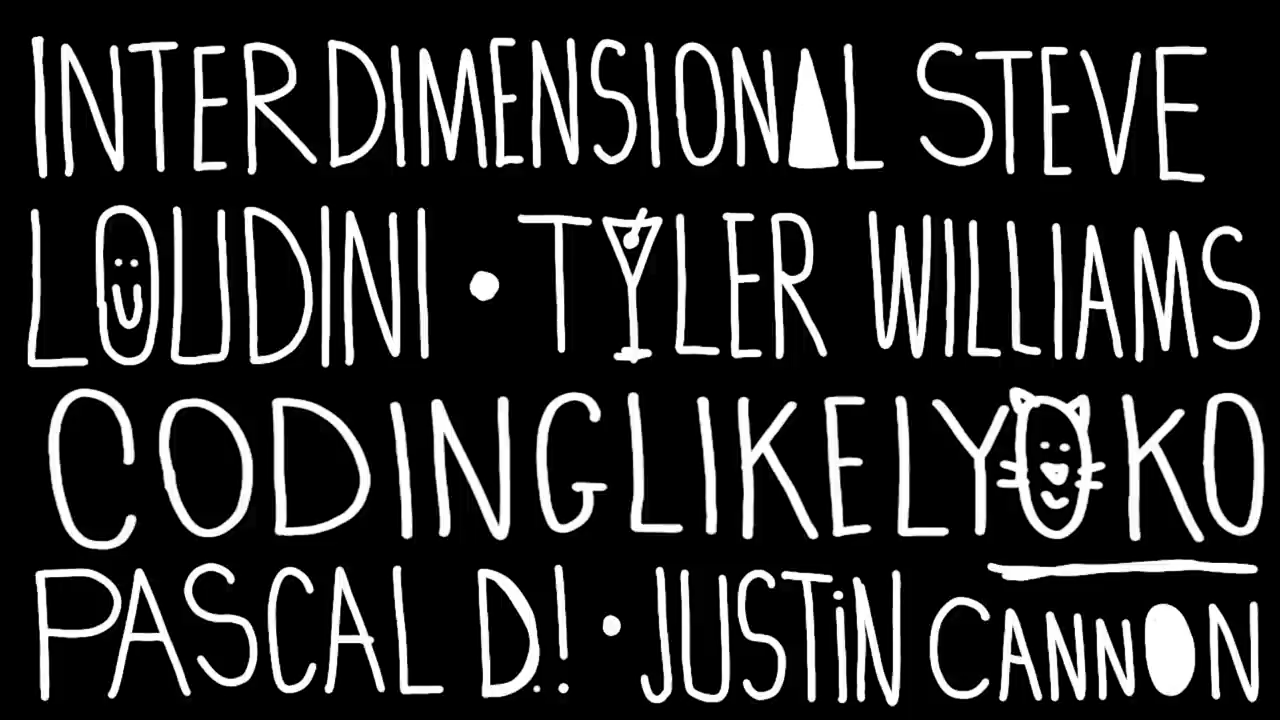 INTERDIMENSIONAL STEVE
LOUDINI • TYLER WILLIAMS
CODINGLIKELYOKO
PASCAL D.! • JUSTiN CANNON